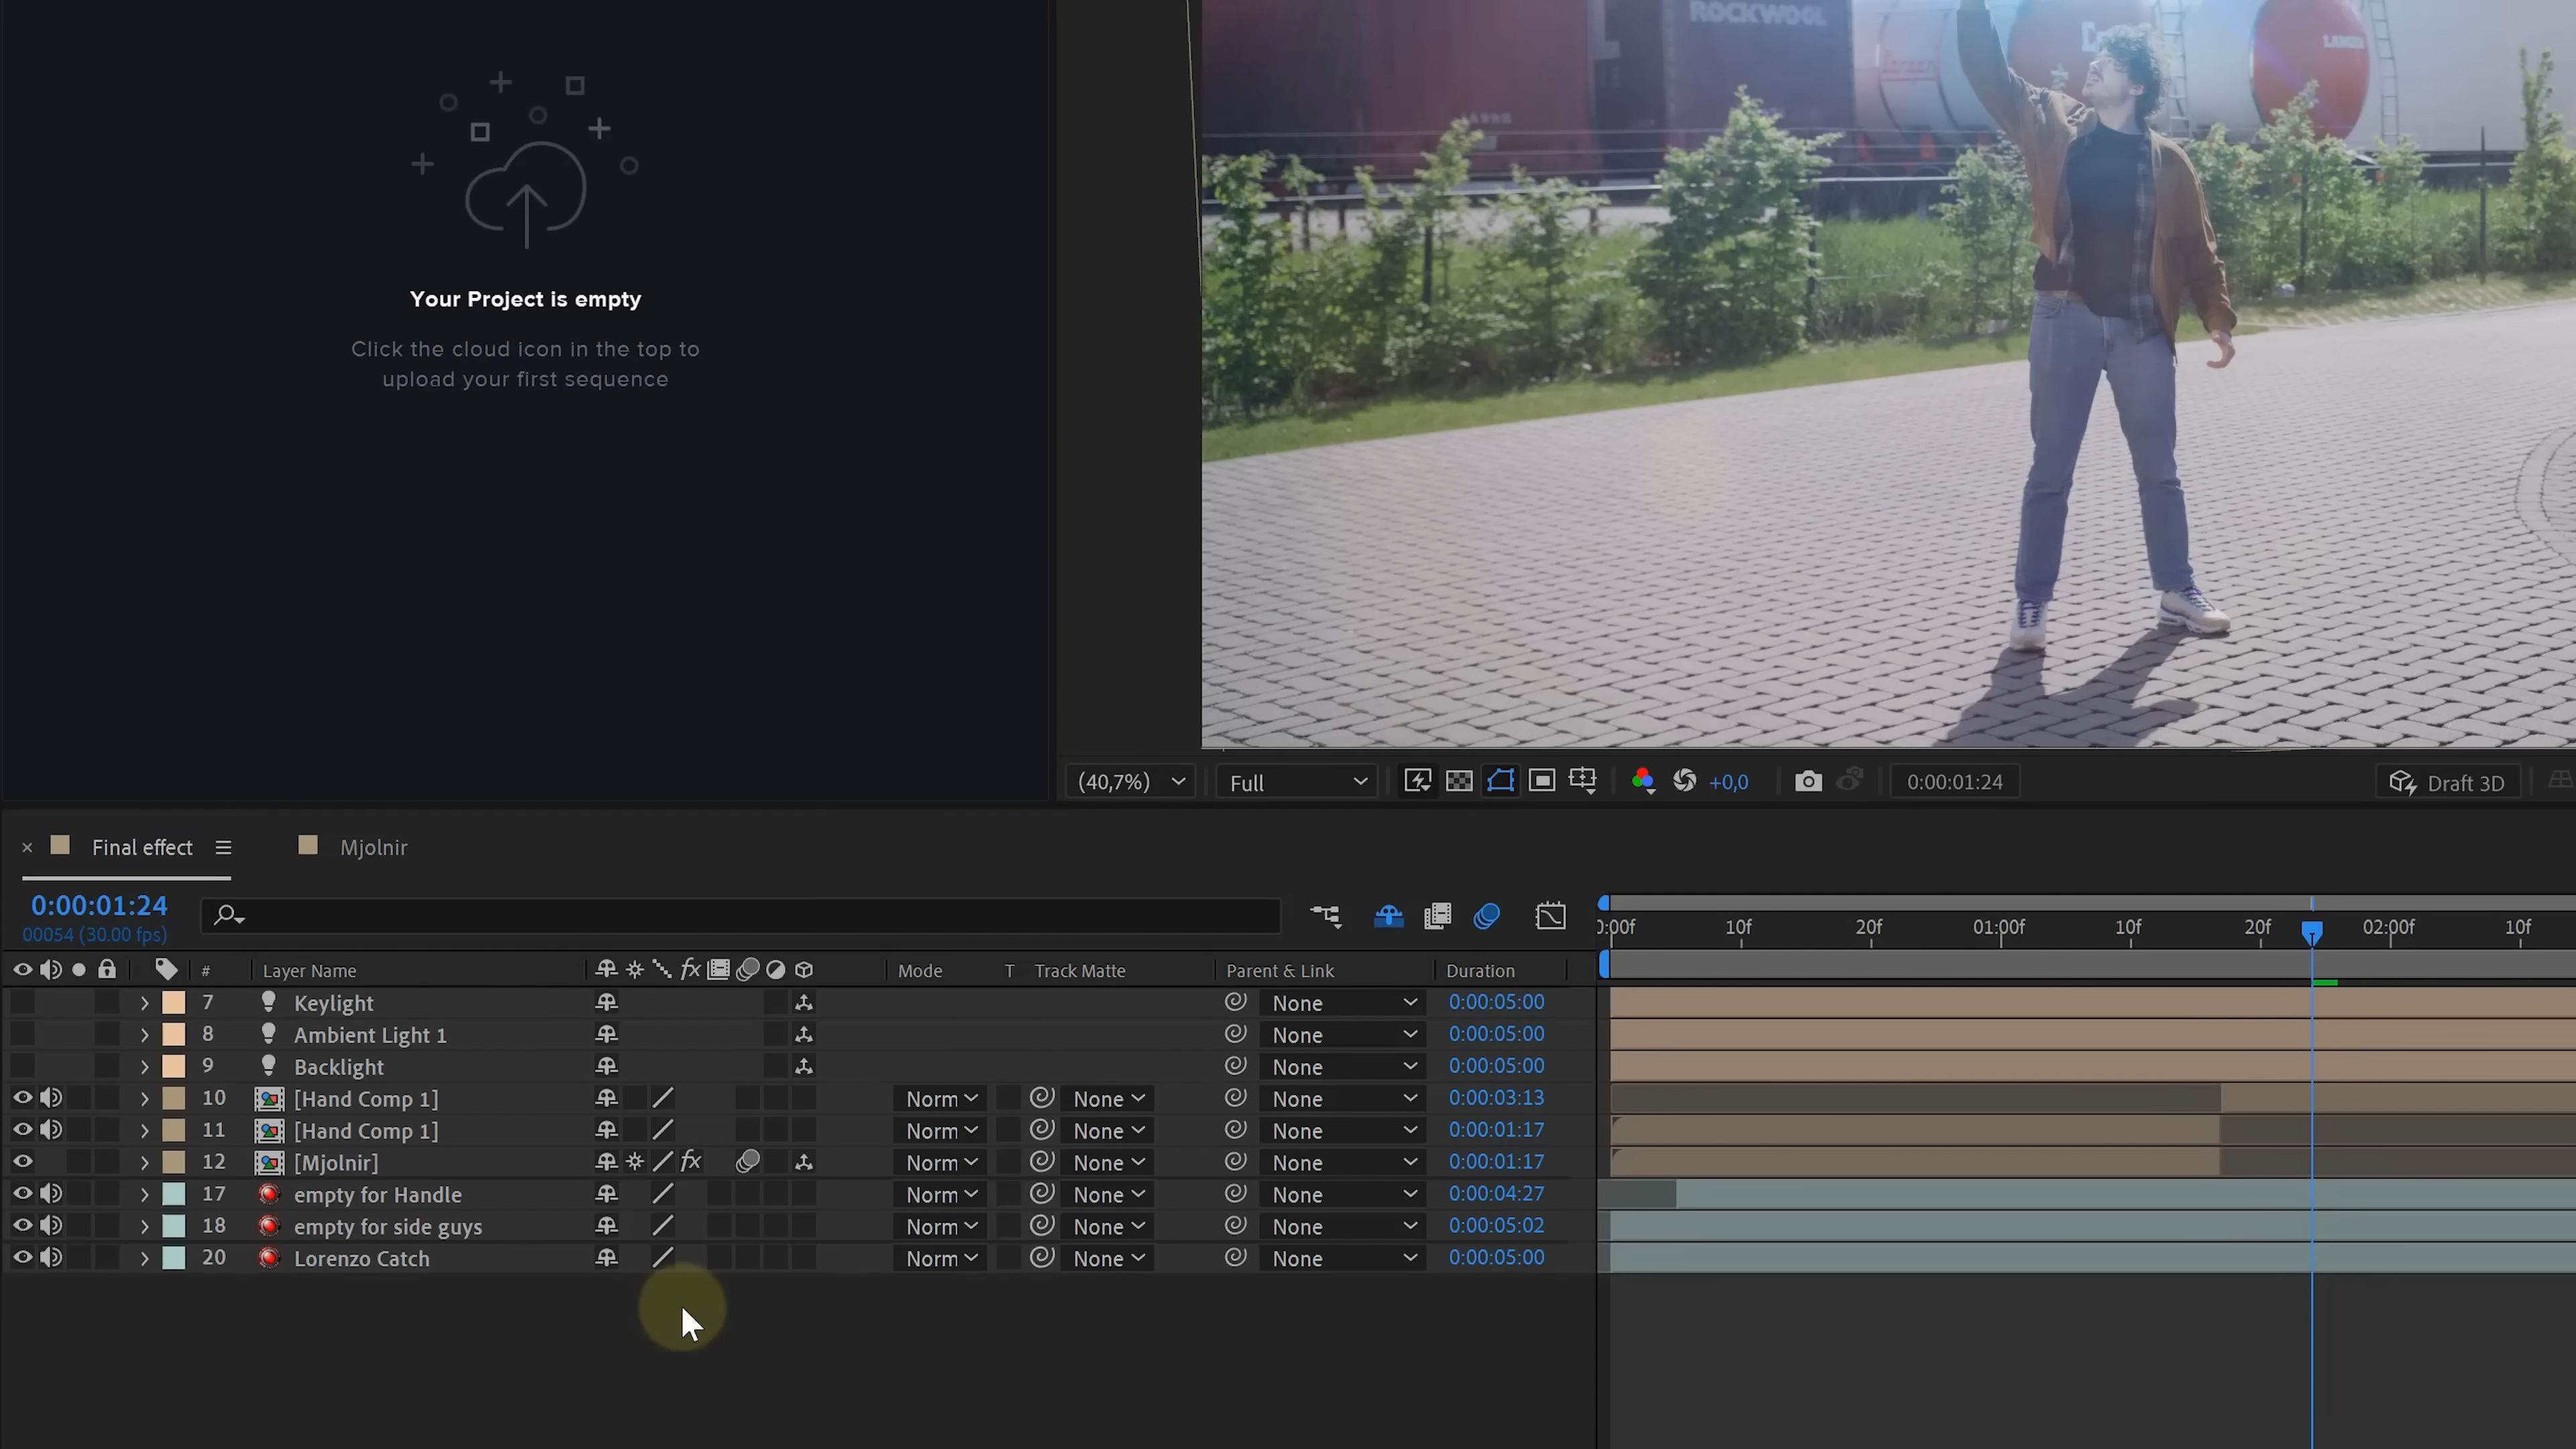 ROCKWOOL
Your Project is empty
Click the cloud icon in the top to
upload your first sequence
(40,7%)
Full
+0,0
0:00:01:24
Draft 3D
Final effect
Mjolnir
0:00:01:24
00054 (30.00 fps)
0:00f 10f 20f 01:00f 10f 20f 02:00f 10f
# Layer Name fx Mode T Track Matte Parent & Link Duration
7 Keylight None 0:00:05:00
8 Ambient Light 1 None 0:00:05:00
9 Backlight None 0:00:05:00
10 [Hand Comp 1] Norm None None 0:00:03:13
11 [Hand Comp 1] Norm None None 0:00:01:17
12 [Mjolnir] fx Norm None None 0:00:01:17
17 empty for Handle Norm None None 0:00:04:27
18 empty for side guys Norm None None 0:00:05:02
20 Lorenzo Catch Norm None None 0:00:05:00